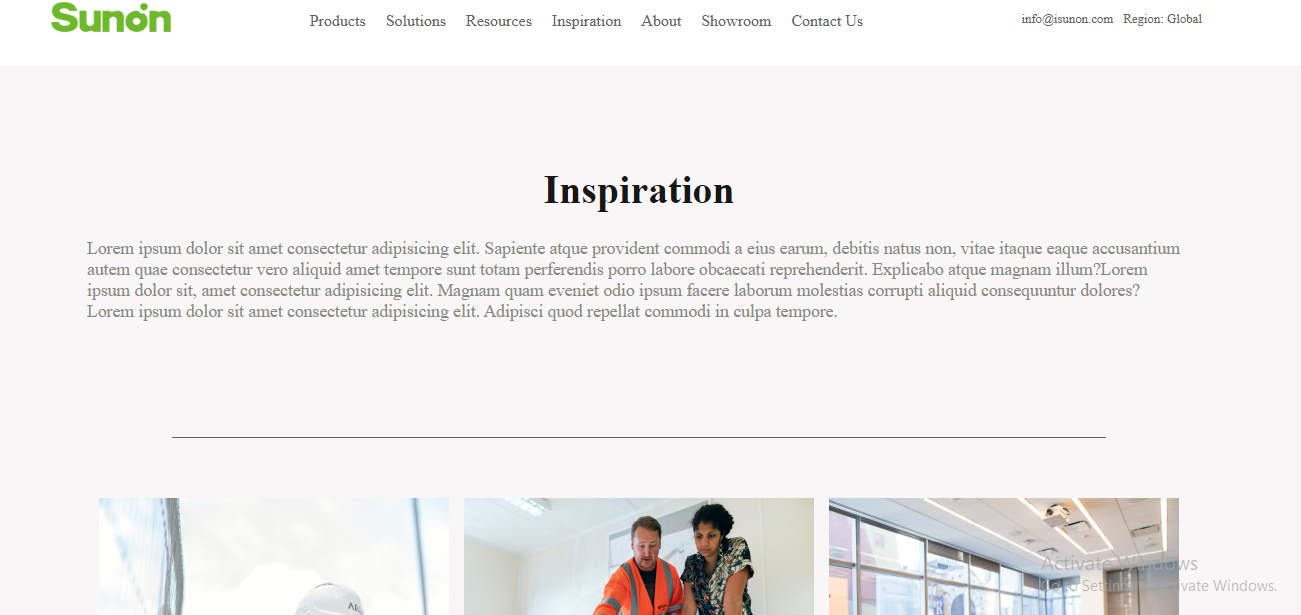 Sunon
Products Solutions Resources Inspiration About Showroom Contact Us
info@isunon.com Region: Global
Inspiration
Lorem ipsum dolor sit amet consectetur adipisicing elit. Sapiente atque provident commodi a eius earum, debitis natus non, vitae itaque eaque accusantium
autem quae consectetur vero aliquid amet tempore sunt totam perferendis porro labore obcaecati reprehenderit. Explicabo atque magnam illum?Lorem
ipsum dolor sit, amet consectetur adipisicing elit. Magnam quam eveniet odio ipsum facere laborum molestias corrupti aliquid consequuntur dolores?
Lorem ipsum dolor sit amet consectetur adipisicing elit. Adipisci quod repellat commodi in culpa tempore.
Activate Windows
Go to Settings to activate Windows.